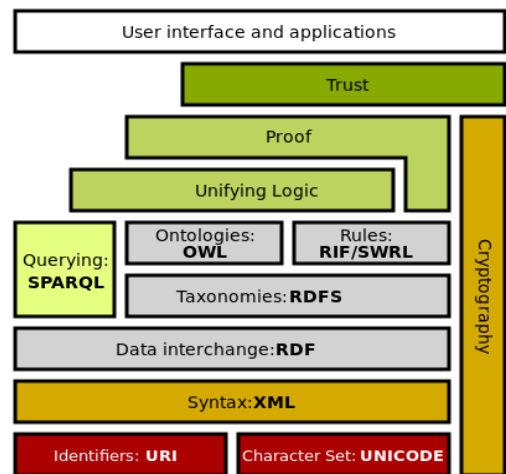 User interface and applications
Trust
Proof
Unifying Logic
Querying:
SPARQL
Ontologies:
OWL
Rules:
RIF/SWRL
Taxonomies:RDFS
Cryptography
Data interchange:RDF
Syntax:XML
Identifiers: URI
Character Set: UNICODE